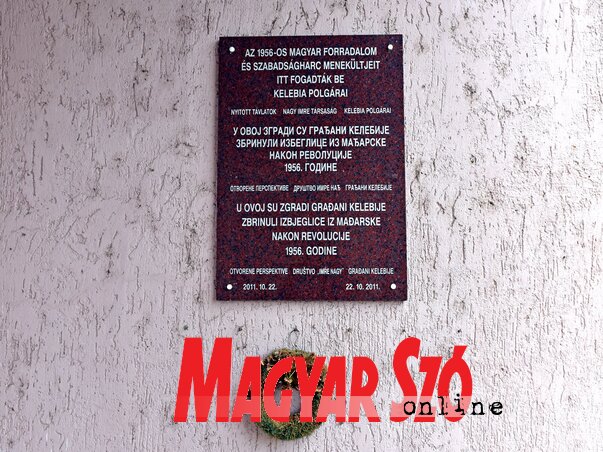 AZ 1956-OS MAGYAR FORRADALOM
ÉS SZABADSÁGHARC MENEKÜLTJEIT
ITT FOGADTÁK BE
KELEBIA POLGÁRAI
NYITOTT TÁVLATOK NAGY IMRE TÁRSASÁG KELEBIA POLGÁRAI
У ОВОЈ ЗГРАДИ СУ ГРАЂАНИ КЕЛЕБИЈЕ
ЗБРИНУЛИ ИЗБЕГЛИЦЕ ИЗ МАЂАРСКЕ
НАКОН РЕВОЛУЦИЈЕ
1956. ГОДИНЕ
ОТВОРЕНЕ ПЕРСПЕКТИВЕ ДРУШТВО ИМРЕ НАЂ ГРАЂАНИ КЕЛЕБИЈЕ
U OVOJ SU ZGRADI GRAĐANI KELEBIJE
ZBRINULI IZBJEGLICE IZ MAĐARSKE
NAKON REVOLUCIJE
1956. GODINE
OTVORENE PERSPEKTIVE DRUŠTVO „IMRE NAGY" GRAĐANI KELEBIJE
2011. 10. 22. 22. 10. 2011.
MAGYAR SZÓ
online